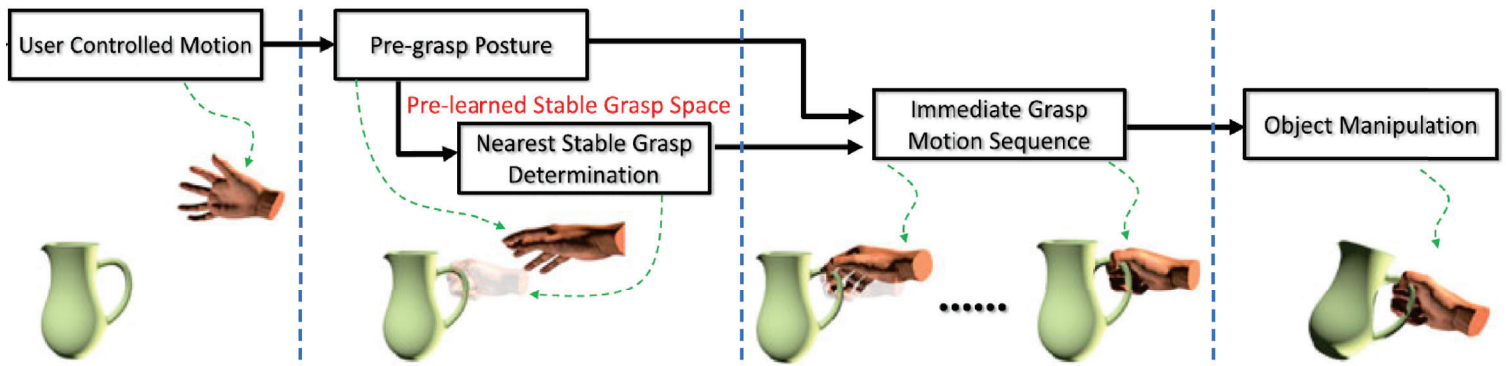 User Controlled Motion
Pre-grasp Posture
Pre-learned Stable Grasp Space
Nearest Stable Grasp
Determination
Immediate Grasp
Motion Sequence
Object Manipulation